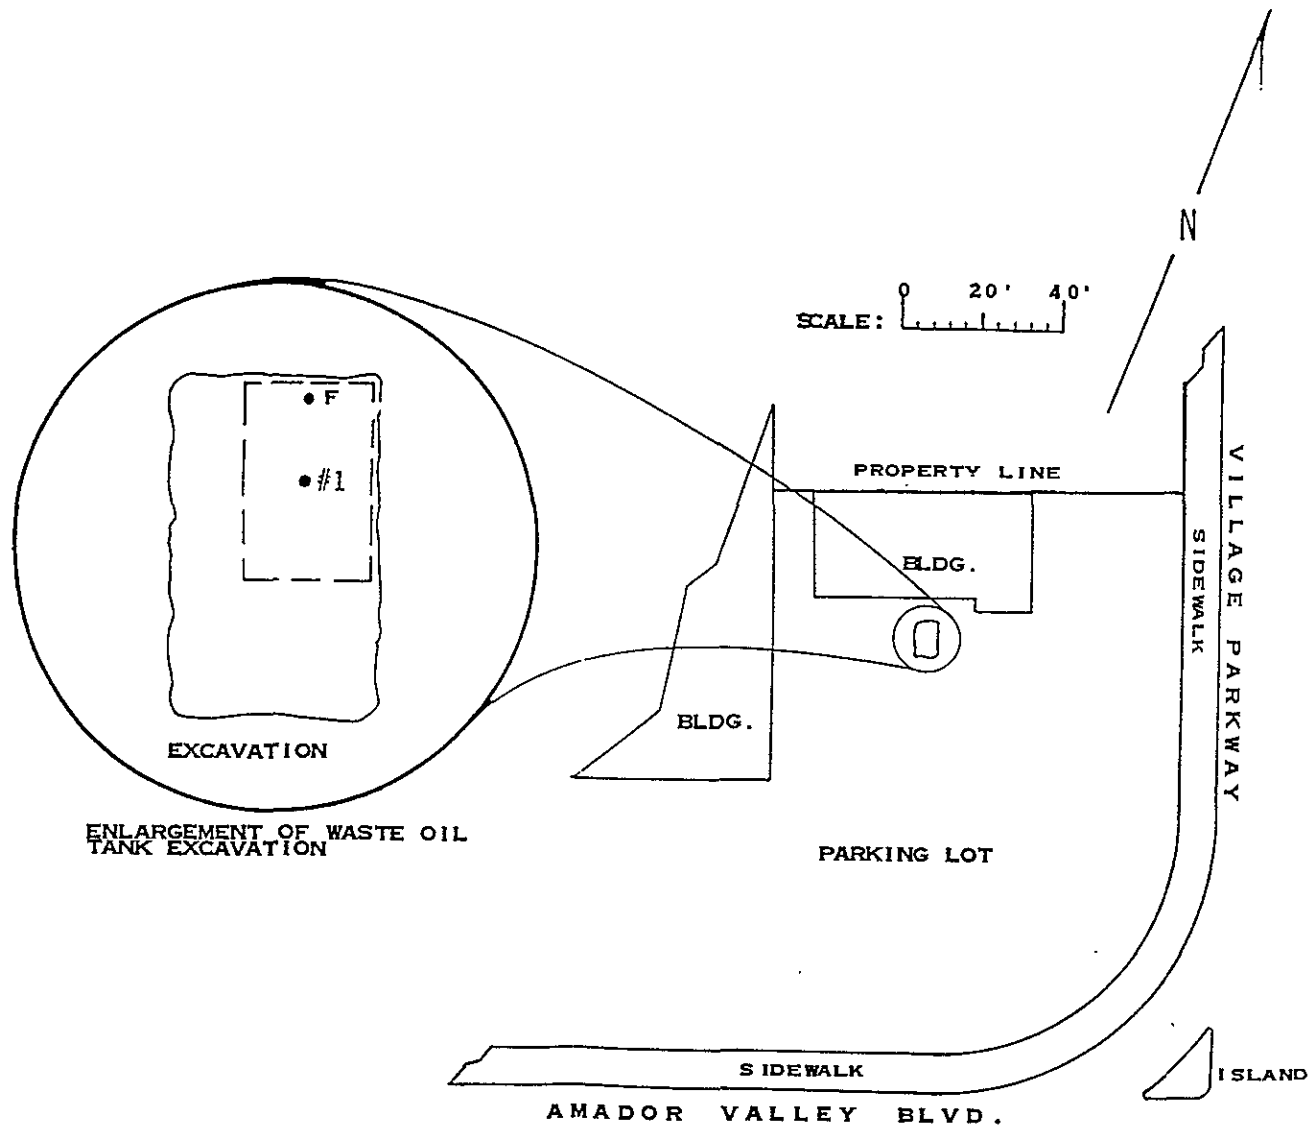 N
0 20' 40'
SCALE:
F
#1
PROPERTY LINE
BLDG.
VILLAGE PARKWAY
SIDEWALK
BLDG.
EXCAVATION
ENLARGEMENT OF WASTE OIL
TANK EXCAVATION
PARKING LOT
SIDEWALK
ISLAND
AMADOR VALLEY BLVD.